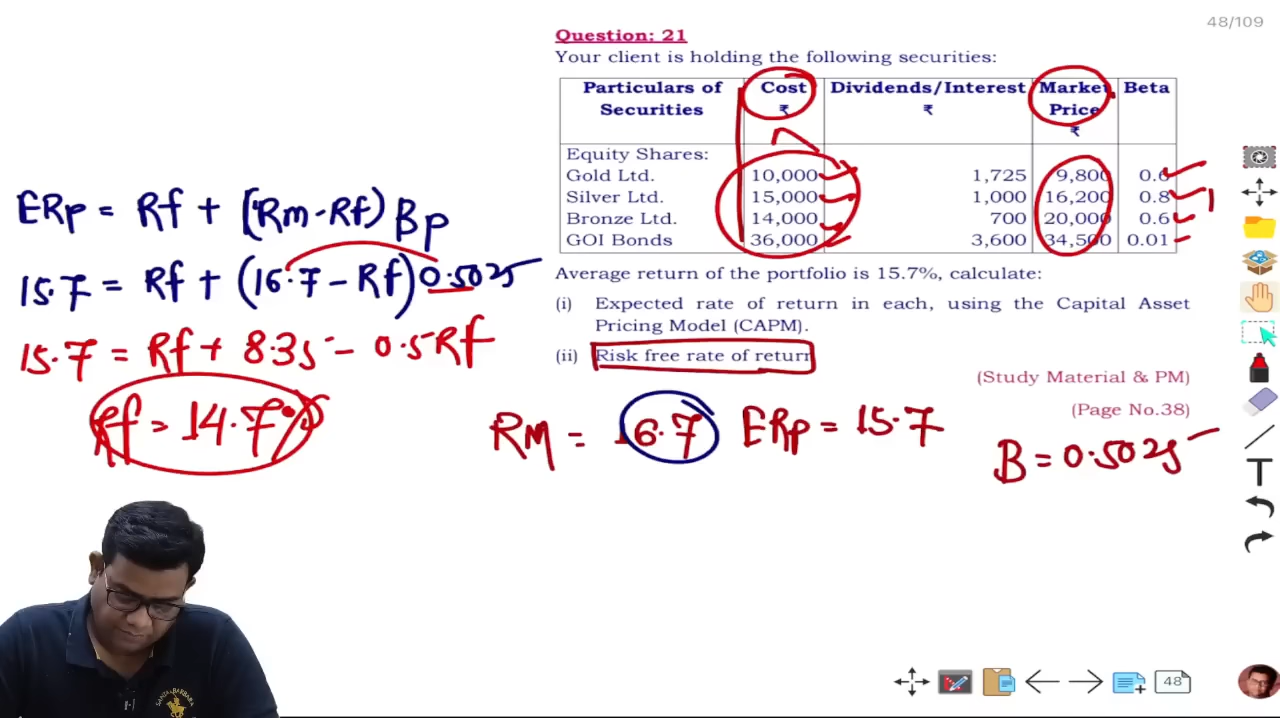 48/109
Question: 21
Your client is holding the following securities:
Particulars of Securities Cost ₹ Dividends/Interest ₹ Market Price ₹ Beta
Equity Shares:
Gold Ltd. 10,000 1,725 9,800 0.6
Silver Ltd. 15,000 1,000 16,200 0.8
Bronze Ltd. 14,000 700 20,000 0.6
GOI Bonds 36,000 3,600 34,500 0.01
Average return of the portfolio is 15.7%, calculate:
(i) Expected rate of return in each, using the Capital Asset
Pricing Model (CAPM).
(ii) Risk free rate of return
(Study Material & PM)
(Page No.38)
ERp = Rf + (Rm - Rf) Bp
15.7 = Rf + (16.7 - Rf) 0.5025
15.7 = Rf + 8.35 - 0.5Rf
Rf = 14.7%
RM = 16.7 ERp = 15.7
B = 0.5025
SANTA BARBARA
T
48